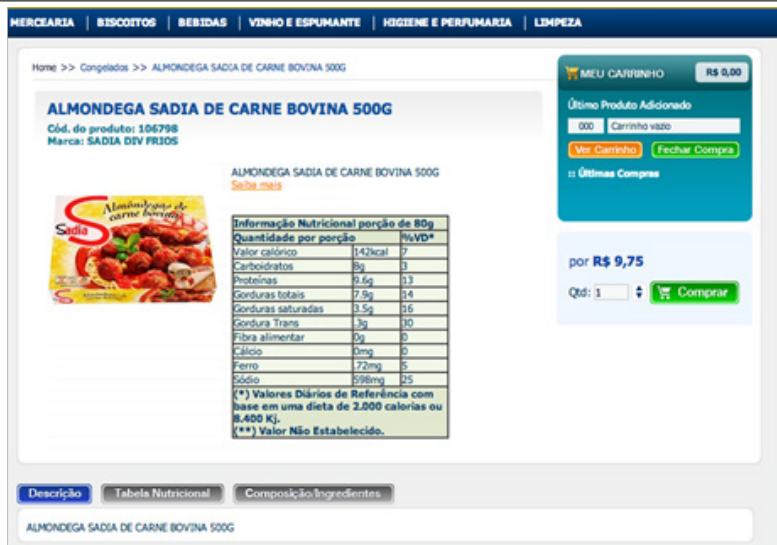 MERCEARIA | BISCOITOS | BEBIDAS | VINHO E ESPUMANTE | HIGIENE E PERFUMARIA | LIMPEZA
Home >> Congelados >> ALMONDEGA SADIA DE CARNE BOVINA 500G
ALMONDEGA SADIA DE CARNE BOVINA 500G
Cód. do produto: 106798
Marca: SADIA DIV FRIOS
ALMONDEGA SADIA DE CARNE BOVINA 500G
Saiba mais
Almôndegas de
carne bovina
Sadia
Informação Nutricional porção de 80g
Quantidade por porção %VD*
Valor calórico 142kcal 7
Carboidratos 8g 3
Proteínas 9.6g 13
Gorduras totais 7.9g 14
Gorduras saturadas 3.5g 16
Gordura Trans .3g 30
Fibra alimentar 0g 0
Cálcio 0mg 0
Ferro .72mg 5
Sódio 598mg 25
(*) Valores Diários de Referência com
base em uma dieta de 2.000 calorias ou
8.400 Kj.
(**) Valor Não Estabelecido.
MEU CARRINHO R$ 0,00
Último Produto Adicionado
000 Carrinho vazio
Ver Carrinho Fechar Compra
:: Últimas Compras
por R$ 9,75
Qtd: 1 Comprar
Descrição Tabela Nutricional Composição/Ingredientes
ALMONDEGA SADIA DE CARNE BOVINA 500G